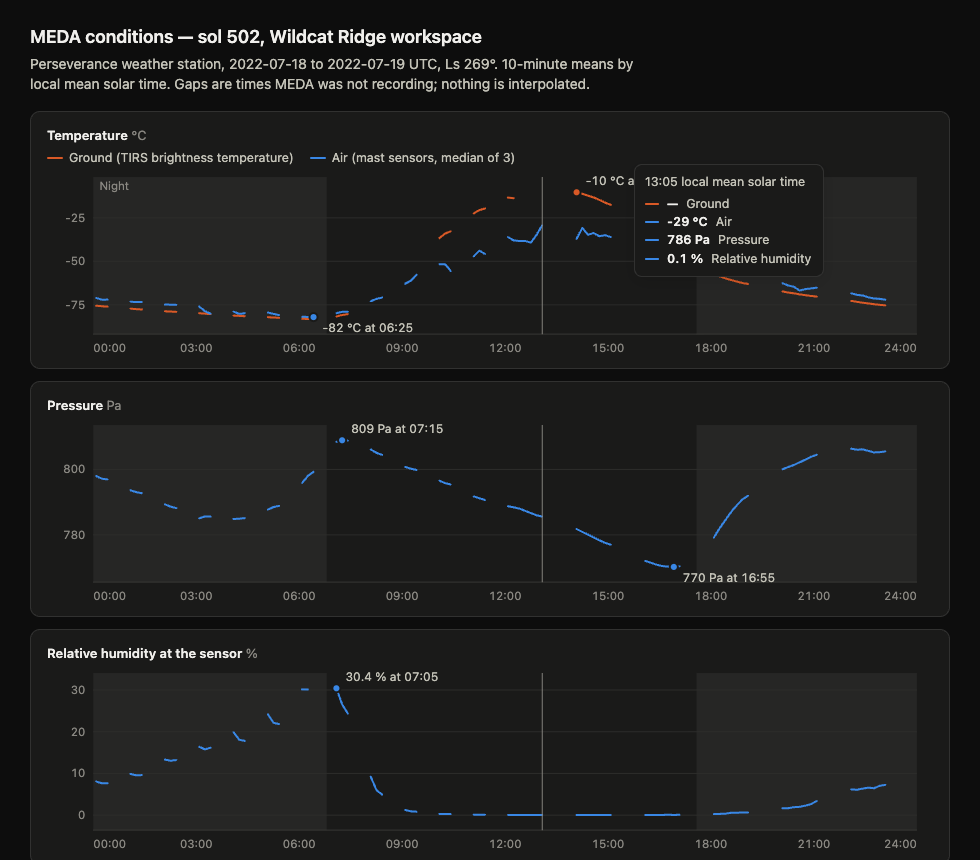 MEDA conditions — sol 502, Wildcat Ridge workspace
Perseverance weather station, 2022-07-18 to 2022-07-19 UTC, Ls 269°. 10-minute means by
local mean solar time. Gaps are times MEDA was not recording; nothing is interpolated.
Temperature °C
Ground (TIRS brightness temperature) Air (mast sensors, median of 3)
Night
-10 °C a
13:05 local mean solar time
— Ground
-29 °C Air
786 Pa Pressure
0.1 % Relative humidity
-25
-50
-75
-82 °C at 06:25
00:00 03:00 06:00 09:00 12:00 15:00 18:00 21:00 24:00
Pressure Pa
809 Pa at 07:15
800
780
770 Pa at 16:55
00:00 03:00 06:00 09:00 12:00 15:00 18:00 21:00 24:00
Relative humidity at the sensor %
30.4 % at 07:05
30
20
10
0
00:00 03:00 06:00 09:00 12:00 15:00 18:00 21:00 24:00